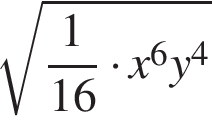 √(1/16 · x⁶y⁴)